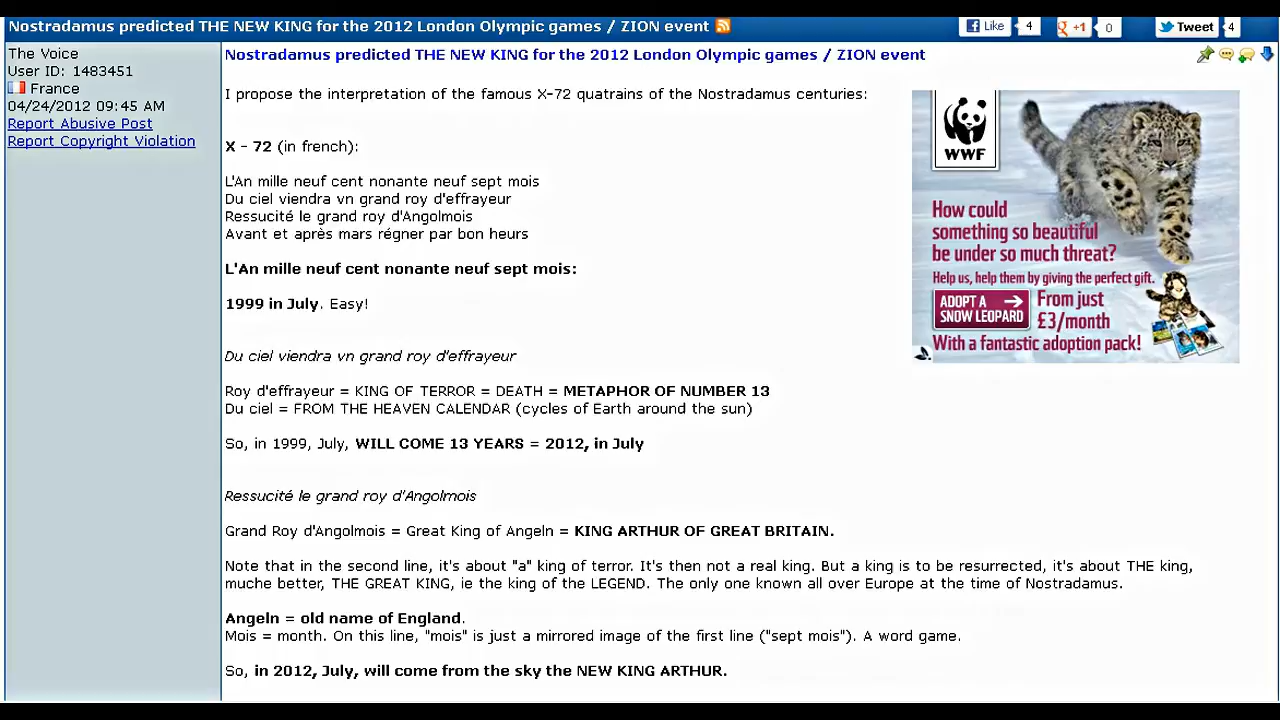 Nostradamus predicted THE NEW KING for the 2012 London Olympic games / ZION event
Like 4
+1 0
Tweet 4
The Voice
User ID: 1483451
France
04/24/2012 09:45 AM
Report Abusive Post
Report Copyright Violation
Nostradamus predicted THE NEW KING for the 2012 London Olympic games / ZION event
I propose the interpretation of the famous X-72 quatrains of the Nostradamus centuries:
X - 72 (in french):
L'An mille neuf cent nonante neuf sept mois
Du ciel viendra vn grand roy d'effrayeur
Ressucité le grand roy d'Angolmois
Avant et après mars régner par bon heurs
L'An mille neuf cent nonante neuf sept mois:
1999 in July. Easy!
Du ciel viendra vn grand roy d'effrayeur
Roy d'effrayeur = KING OF TERROR = DEATH = METAPHOR OF NUMBER 13
Du ciel = FROM THE HEAVEN CALENDAR (cycles of Earth around the sun)
So, in 1999, July, WILL COME 13 YEARS = 2012, in July
Ressucité le grand roy d'Angolmois
Grand Roy d'Angolmois = Great King of Angeln = KING ARTHUR OF GREAT BRITAIN.
Note that in the second line, it's about "a" king of terror. It's then not a real king. But a king is to be resurrected, it's about THE king,
muche better, THE GREAT KING, ie the king of the LEGEND. The only one known all over Europe at the time of Nostradamus.
Angeln = old name of England.
Mois = month. On this line, "mois" is just a mirrored image of the first line ("sept mois"). A word game.
So, in 2012, July, will come from the sky the NEW KING ARTHUR.
WWF
How could
something so beautiful
be under so much threat?
Help us, help them by giving the perfect gift.
ADOPT A
SNOW LEOPARD
From just
£3/month
With a fantastic adoption pack!